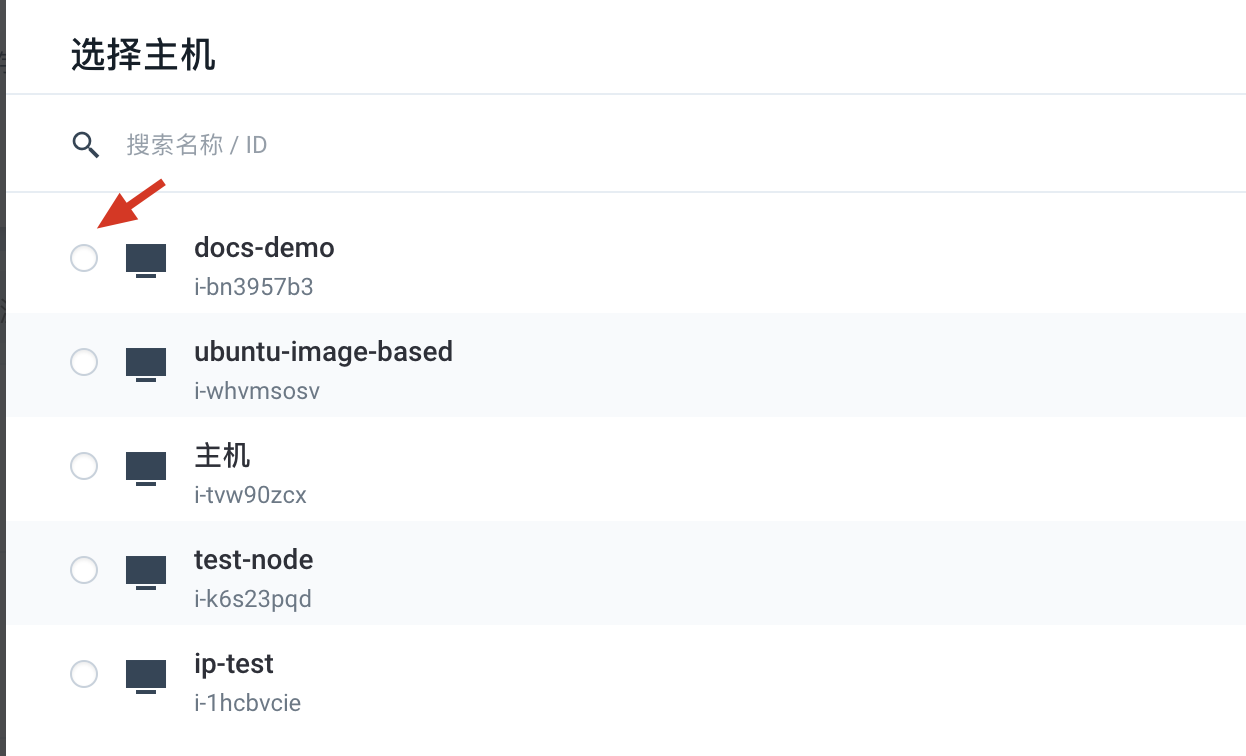 选择主机
搜索名称 / ID
docs-demo
i-bn3957b3
ubuntu-image-based
i-whvmsosv
主机
i-tvw90zcx
test-node
i-k6s23pqd
ip-test
i-1hcbvcie